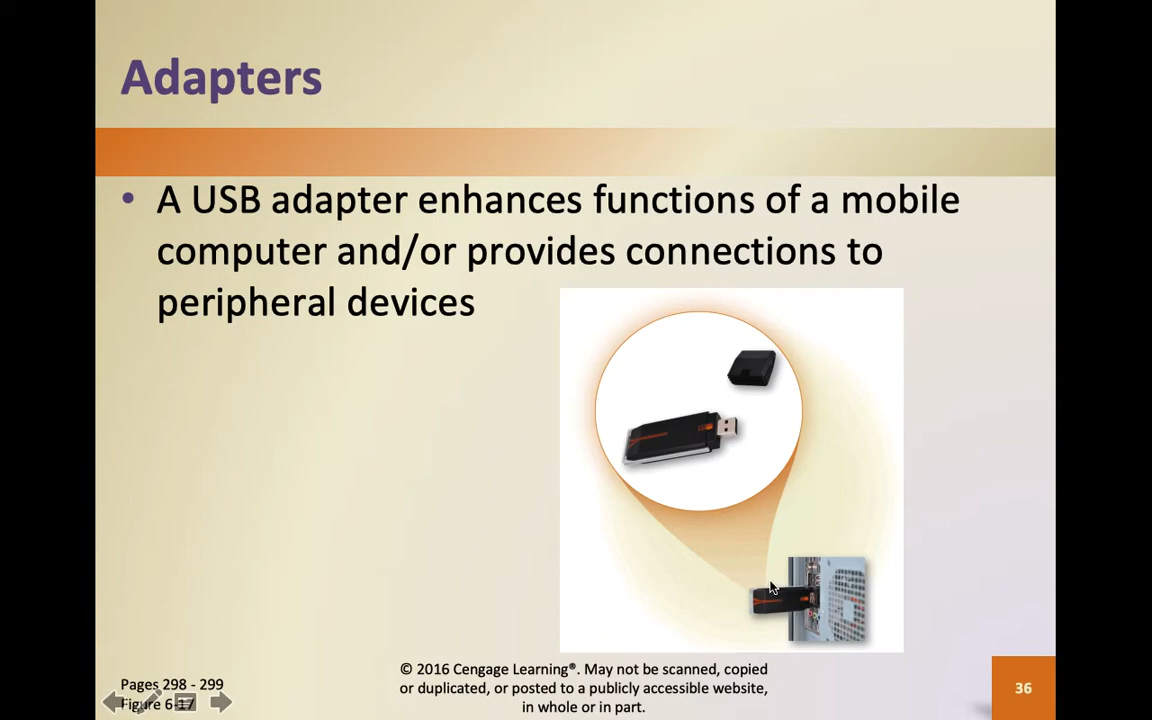 Adapters
• A USB adapter enhances functions of a mobile
computer and/or provides connections to
peripheral devices
Pages 298 - 299
Figure 6-17
© 2016 Cengage Learning®. May not be scanned, copied
or duplicated, or posted to a publicly accessible website,
in whole or in part.
36